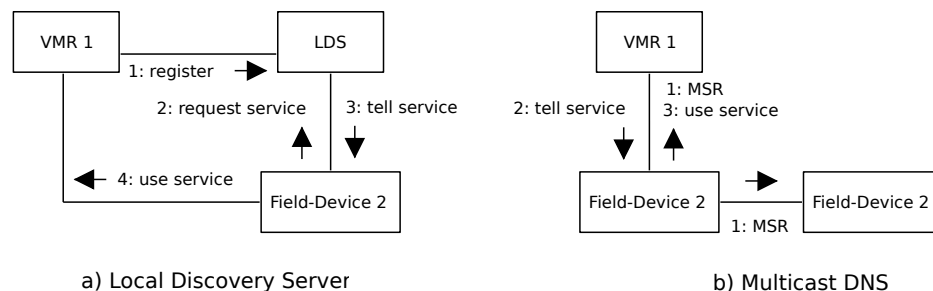 VMR 1
LDS
1: register
2: request service
3: tell service
4: use service
Field-Device 2
a) Local Discovery Server
VMR 1
1: MSR
2: tell service
3: use service
Field-Device 2
Field-Device 2
1: MSR
b) Multicast DNS